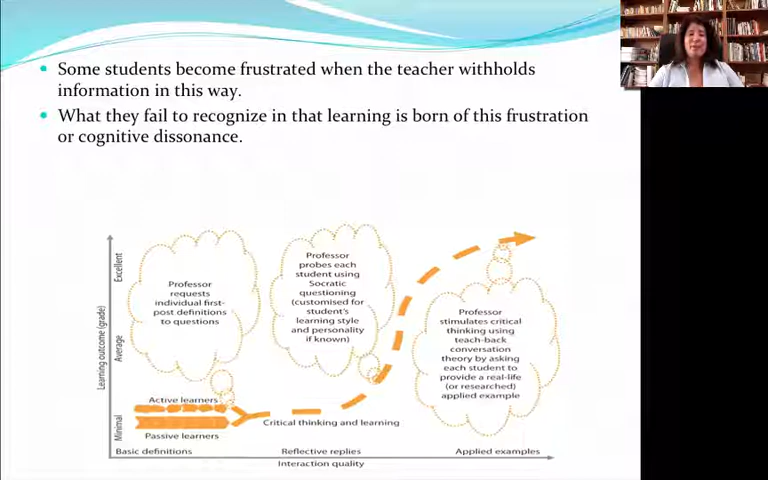 Some students become frustrated when the teacher withholds
information in this way.
What they fail to recognize in that learning is born of this frustration
or cognitive dissonance.
Learning outcome (grade)
Excellent
Average
Minimal
Professor
requests
individual first-
post definitions
to questions
Professor
probes each
student using
Socratic
questioning
(customised for
student's
learning style
and personality
if known)
Professor
stimulates critical
thinking using
teach-back
conversation
theory by asking
each student to
provide a real-life
(or researched)
applied example
Active learners
Passive learners
Critical thinking and learning
Basic definitions
Reflective replies
Applied examples
Interaction quality